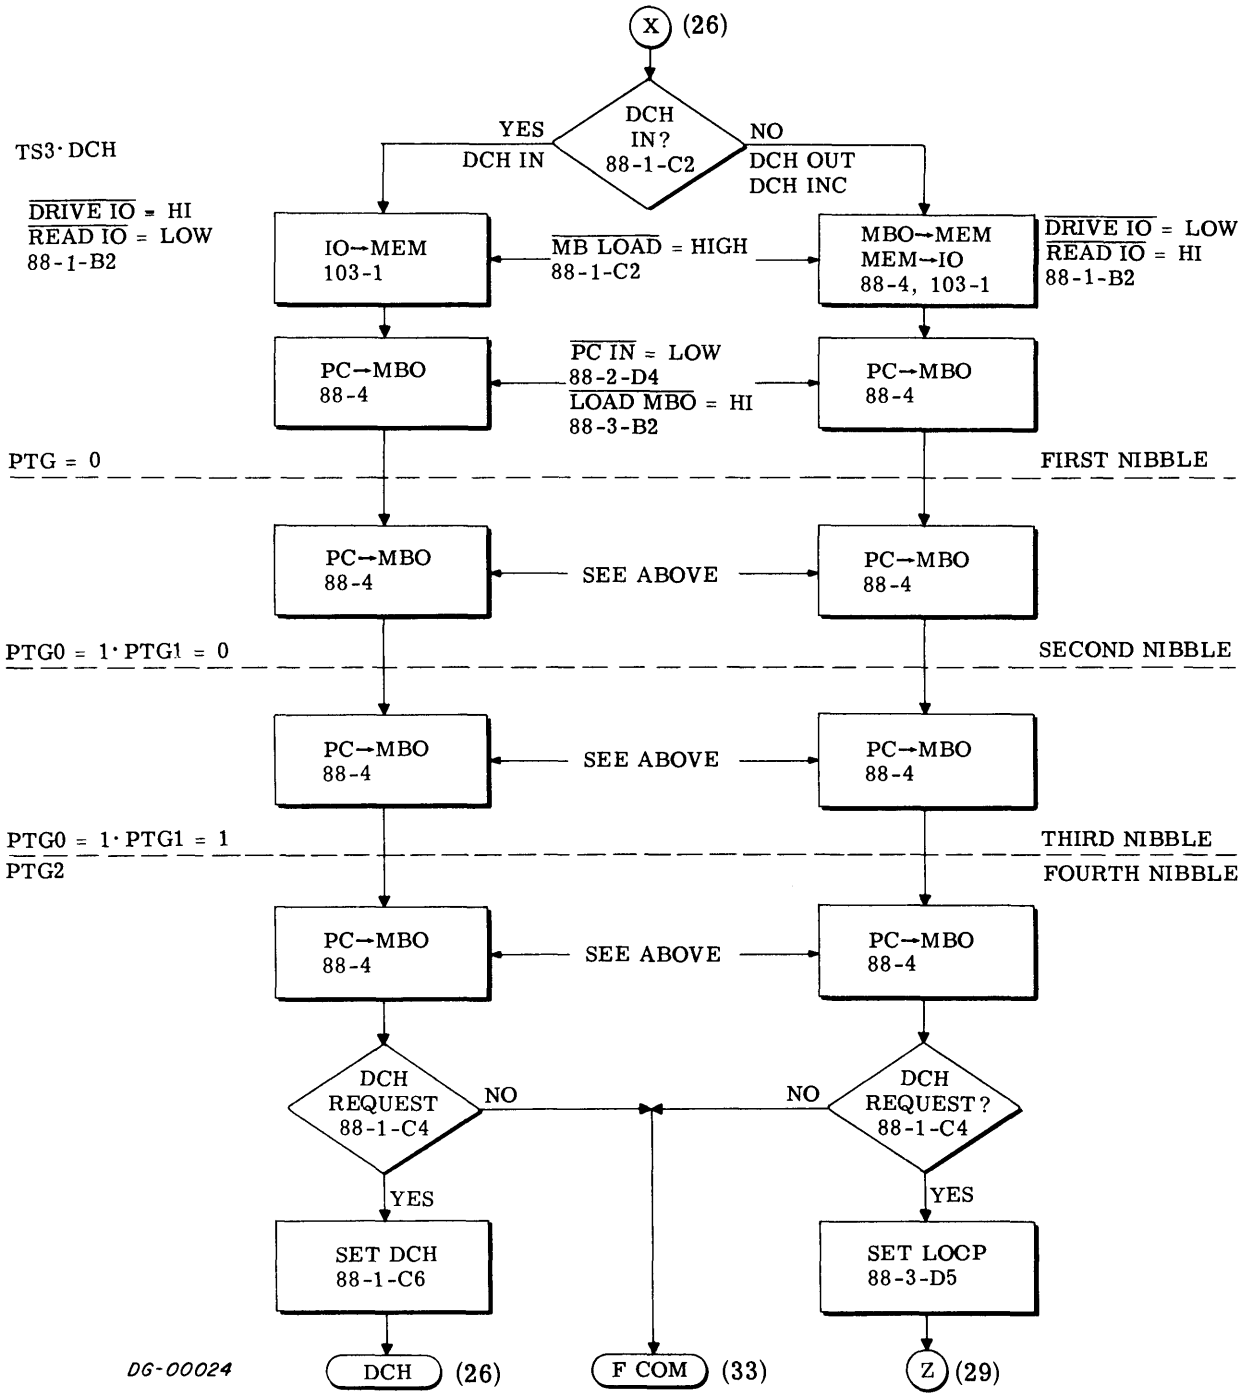 X (26)
DCH
IN?
88-1-C2
YES
DCH IN
NO
DCH OUT
DCH INC
TS3·DCH
DRIVE IO = HI
READ IO = LOW
88-1-B2
IO→MEM
103-1
MB LOAD = HIGH
88-1-C2
MBO→MEM
MEM→IO
88-4, 103-1
DRIVE IO = LOW
READ IO = HI
88-1-B2
PC→MBO
88-4
PC IN = LOW
88-2-D4
LOAD MBO = HI
88-3-B2
PC→MBO
88-4
PTG = 0
FIRST NIBBLE
PC→MBO
88-4
SEE ABOVE
PC→MBO
88-4
PTG0 = 1·PTG1 = 0
SECOND NIBBLE
PC→MBO
88-4
SEE ABOVE
PC→MBO
88-4
PTG0 = 1·PTG1 = 1
THIRD NIBBLE
PTG2
FOURTH NIBBLE
PC→MBO
88-4
SEE ABOVE
PC→MBO
88-4
DCH
REQUEST
88-1-C4
NO
NO
DCH
REQUEST?
88-1-C4
YES
YES
SET DCH
88-1-C6
SET LOOP
88-3-D5
DG-00024
DCH (26)
F COM (33)
Z (29)